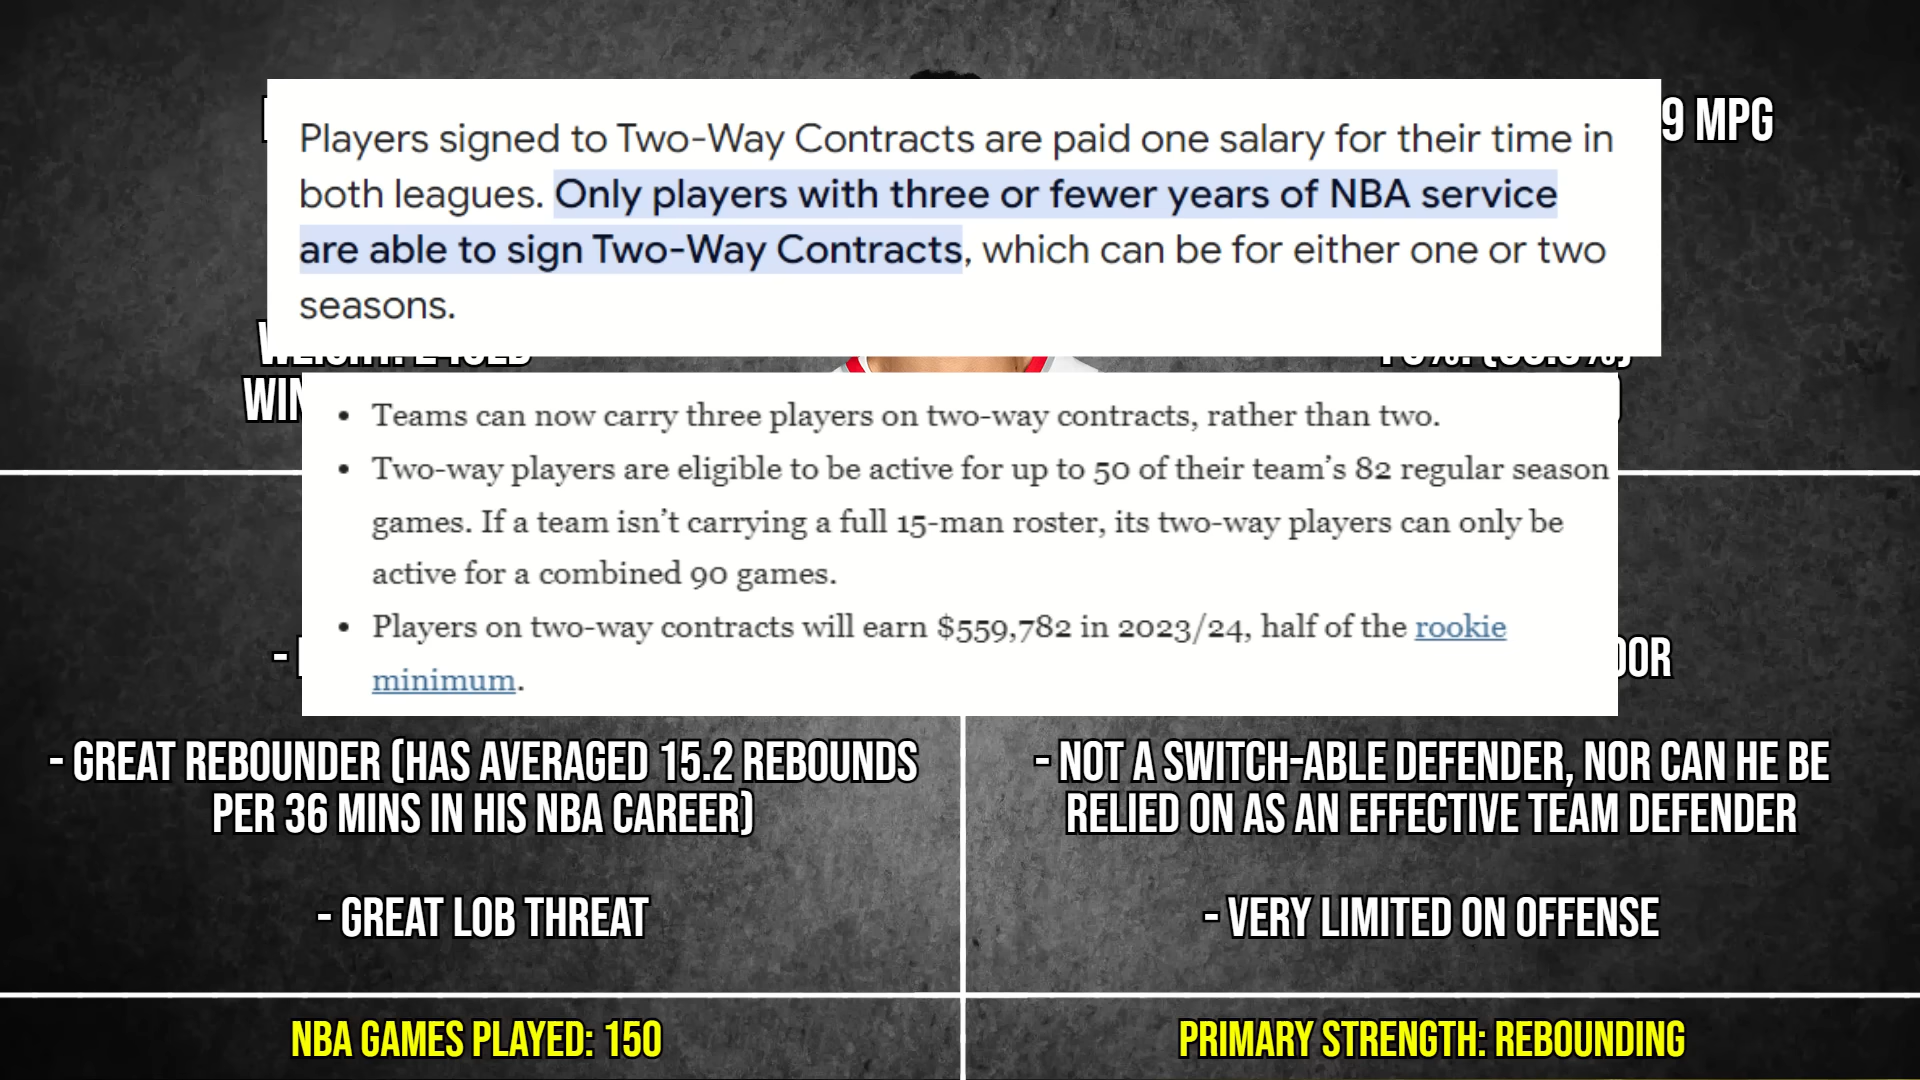 9 MPG
Players signed to Two-Way Contracts are paid one salary for their time in
both leagues. Only players with three or fewer years of NBA service
are able to sign Two-Way Contracts, which can be for either one or two
seasons.
WEIGHT:
• Teams can now carry three players on two-way contracts, rather than two.
• Two-way players are eligible to be active for up to 50 of their team’s 82 regular season
games. If a team isn’t carrying a full 15-man roster, its two-way players can only be
active for a combined 90 games.
• Players on two-way contracts will earn $559,782 in 2023/24, half of the rookie
minimum.
- GREAT REBOUNDER (HAS AVERAGED 15.2 REBOUNDS
PER 36 MINS IN HIS NBA CAREER)
- GREAT LOB THREAT
- NOT A SWITCH-ABLE DEFENDER, NOR CAN HE BE
RELIED ON AS AN EFFECTIVE TEAM DEFENDER
- VERY LIMITED ON OFFENSE
NBA GAMES PLAYED: 150
PRIMARY STRENGTH: REBOUNDING